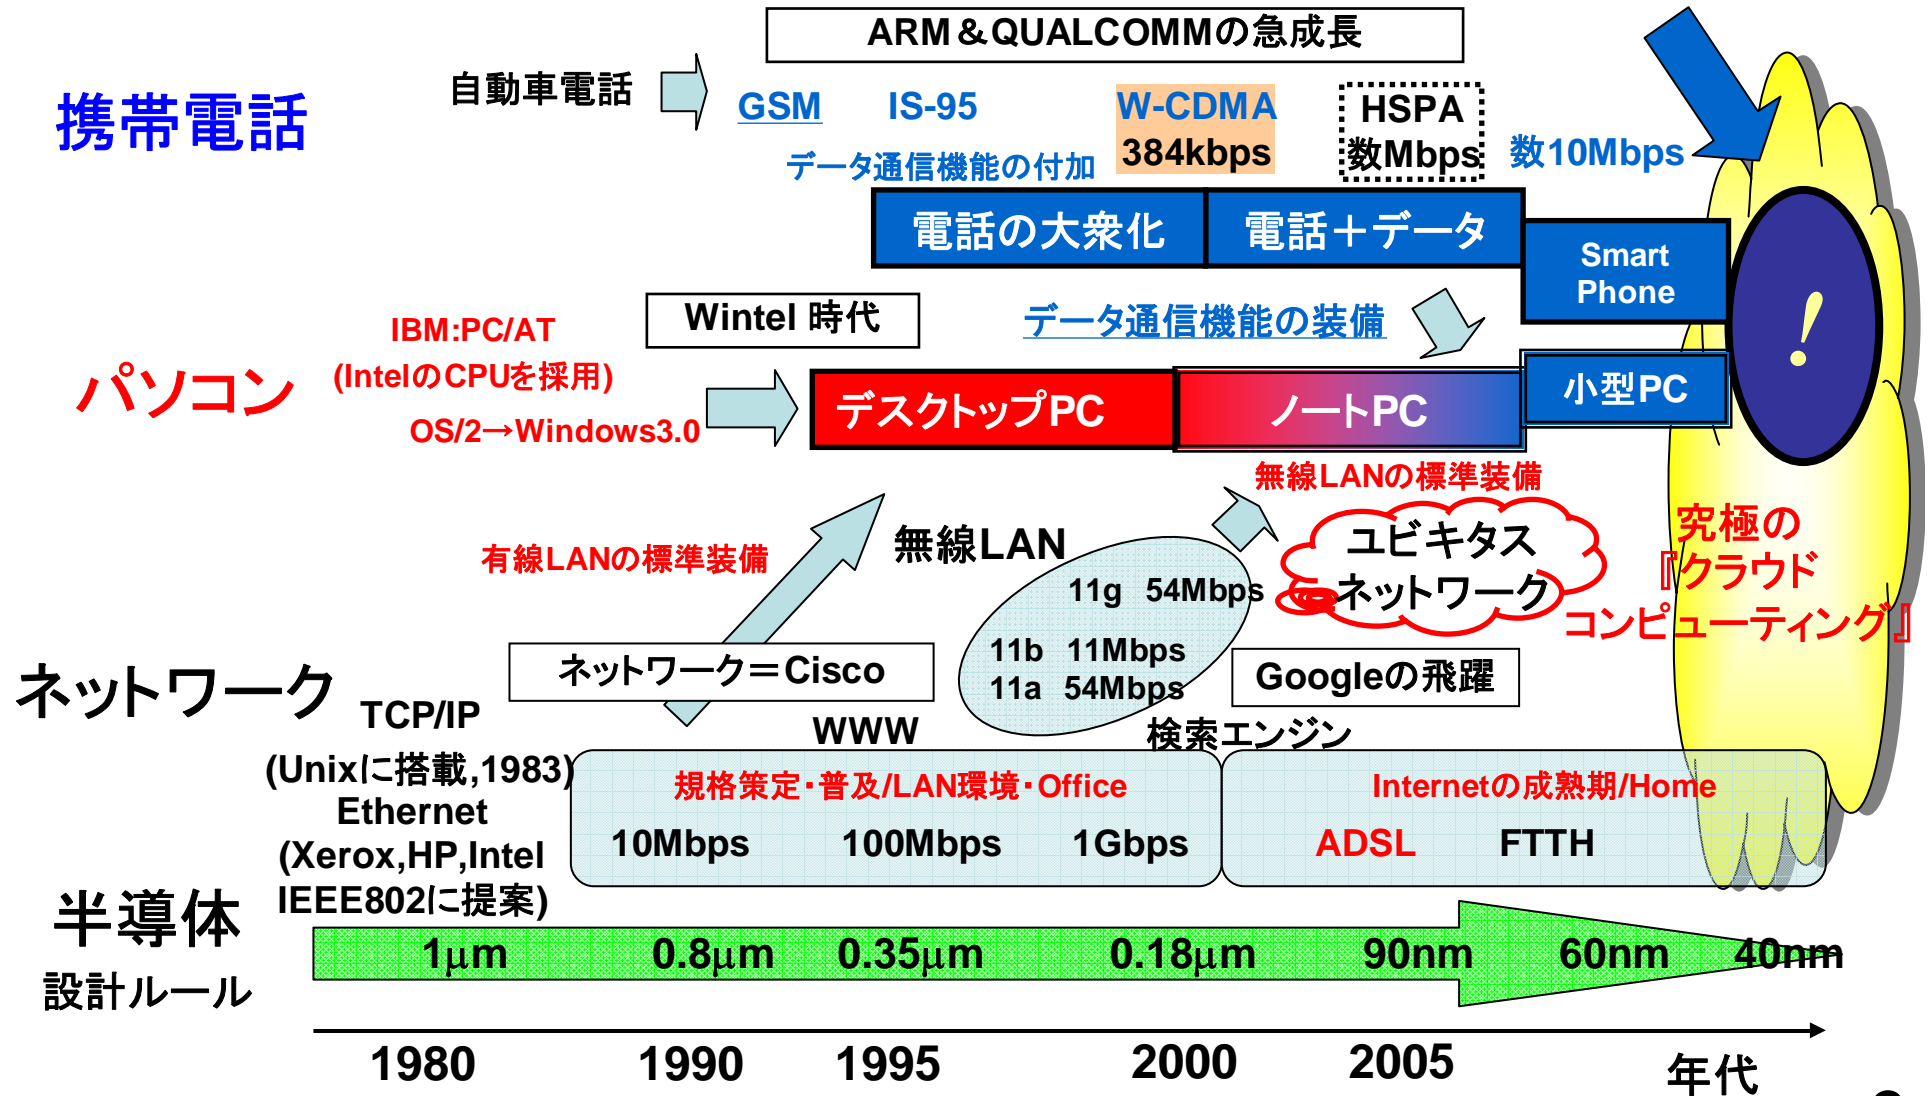 ARM＆QUALCOMMの急成長
携帯電話
自動車電話
GSM
IS-95
W-CDMA
384kbps
HSPA
数Mbps
数10Mbps
データ通信機能の付加
電話の大衆化
電話＋データ
Smart
Phone
!
Wintel 時代
データ通信機能の装備
パソコン
IBM:PC/AT
(IntelのCPUを採用)
OS/2→Windows3.0
デスクトップPC
ノートPC
小型PC
無線LANの標準装備
有線LANの標準装備
無線LAN
11g 54Mbps
11b 11Mbps
11a 54Mbps
ユビキタス
ネットワーク
究極の
『クラウド
コンピューティング』
ネットワーク
ネットワーク＝Cisco
Googleの飛躍
TCP/IP
(Unixに搭載,1983)
Ethernet
(Xerox,HP,Intel
IEEE802に提案)
WWW
検索エンジン
規格策定・普及/LAN環境・Office
10Mbps
100Mbps
1Gbps
Internetの成熟期/Home
ADSL
FTTH
半導体
設計ルール
1μm
0.8μm
0.35μm
0.18μm
90nm
60nm
40nm
1980
1990
1995
2000
2005
年代